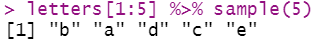 > letters[1:5] %>% sample(5)
[1] "b" "a" "d" "c" "e"